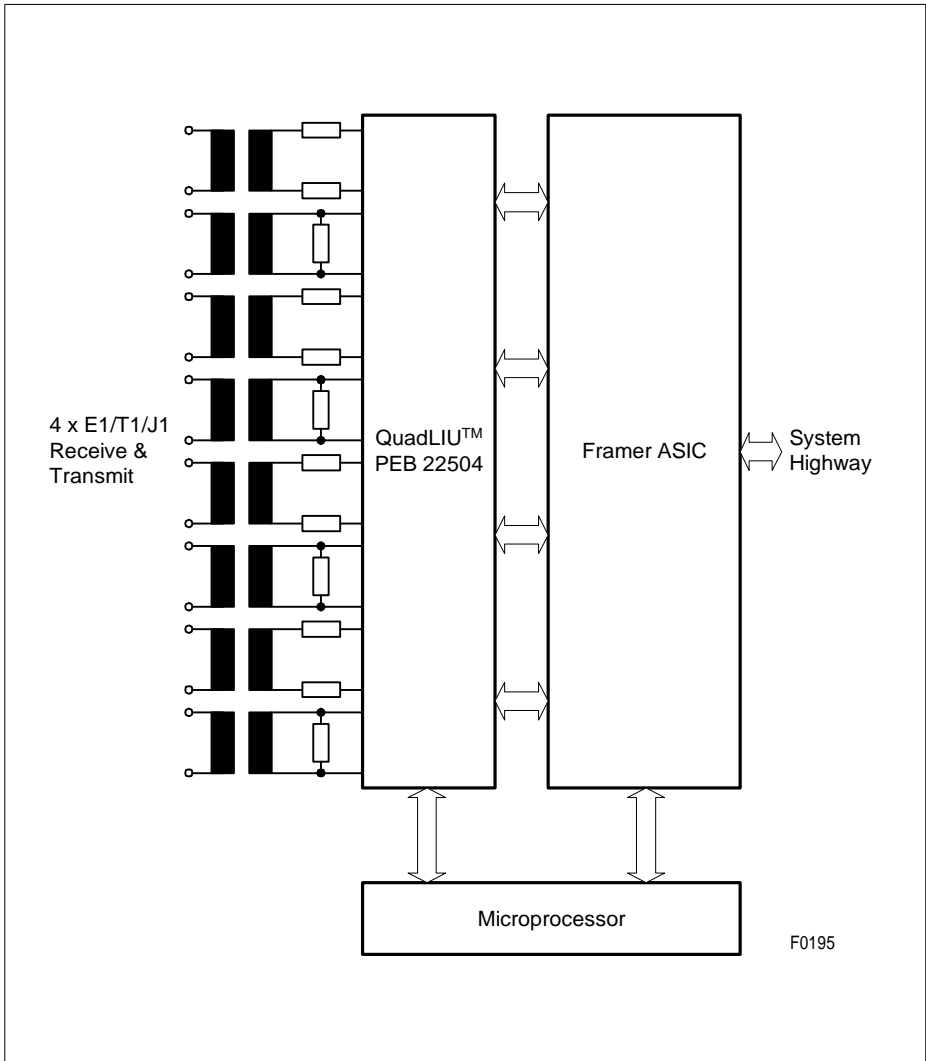 4 x E1/T1/J1
Receive &
Transmit
QuadLIU™
PEB 22504
Framer ASIC
System
Highway
Microprocessor
F0195